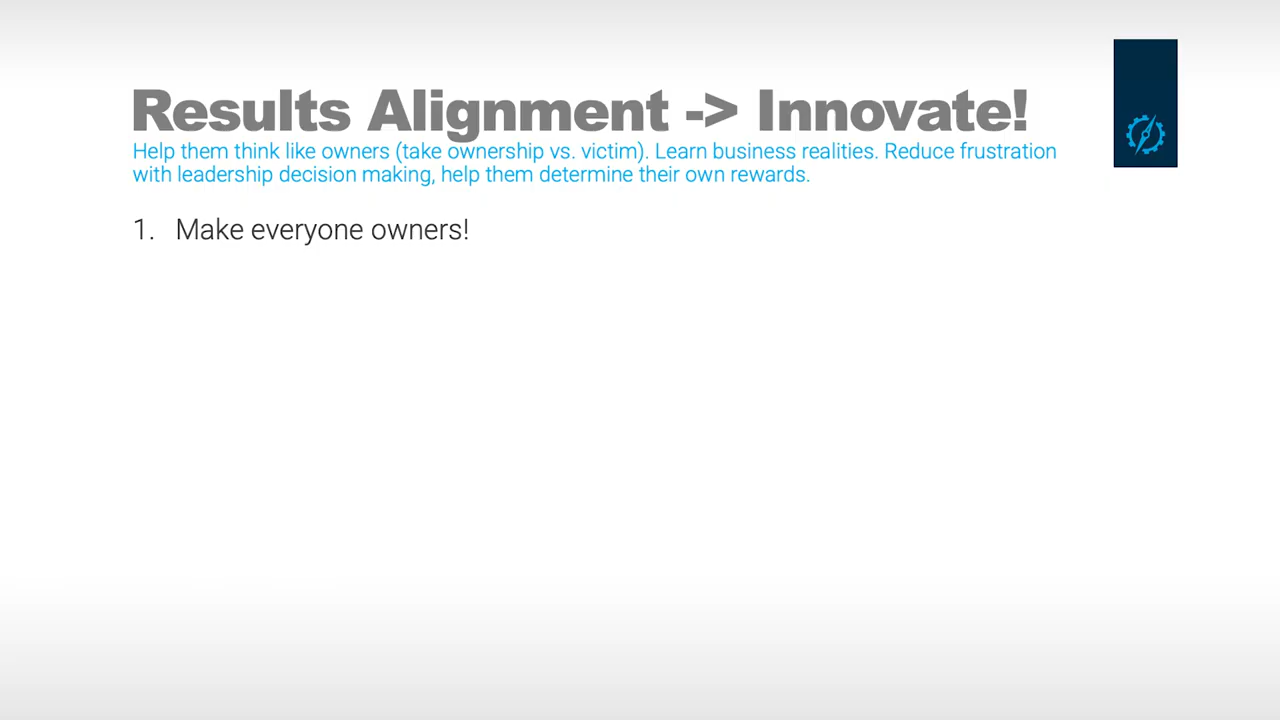 Results Alignment -> Innovate!
Help them think like owners (take ownership vs. victim). Learn business realities. Reduce frustration
with leadership decision making, help them determine their own rewards.
1. Make everyone owners!